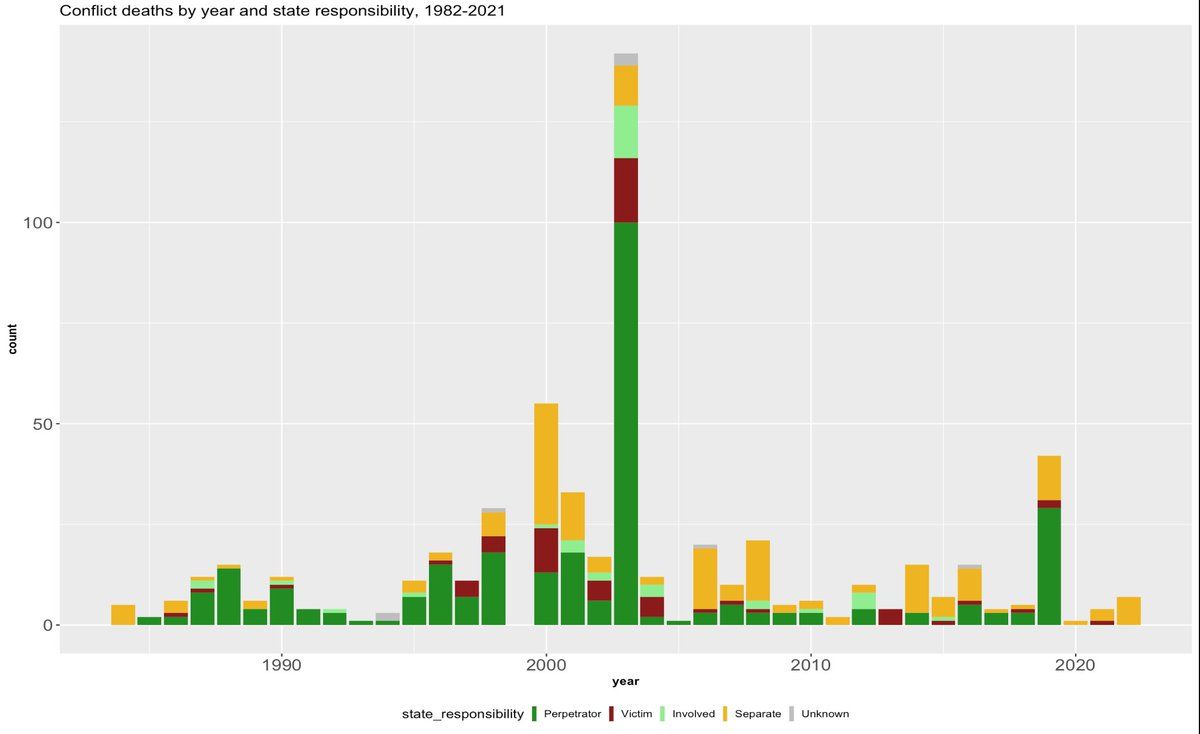 Conflict deaths by year and state responsibility, 1982-2021
100
50
0
count
1990 2000 2010 2020
year
state_responsibility Perpetrator Victim Involved Separate Unknown